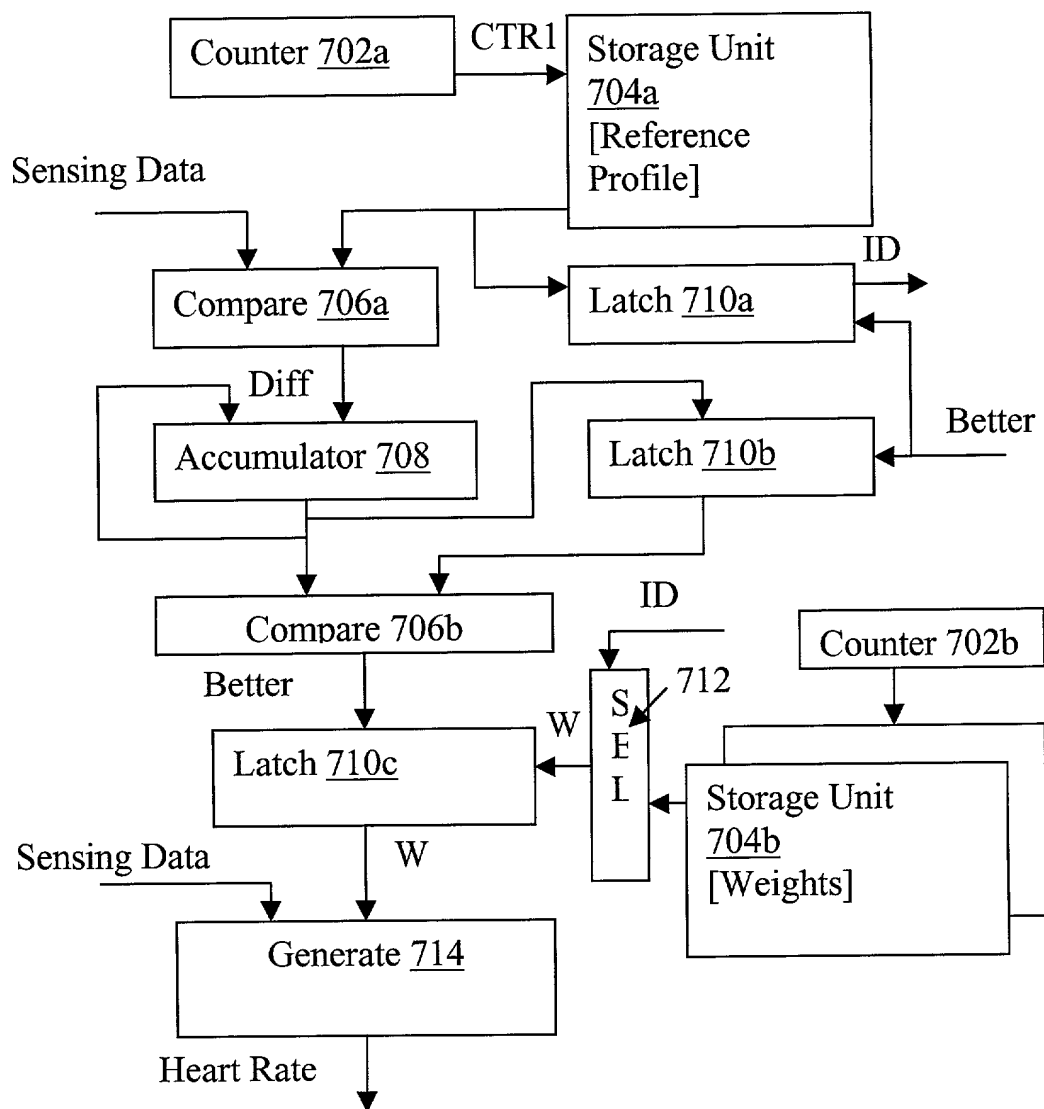 Counter 702a
CTR1
Storage Unit
704a
[Reference
Profile]
Sensing Data
ID
Compare 706a
Latch 710a
Diff
Better
Accumulator 708
Latch 710b
ID
Compare 706b
Counter 702b
Better
712
S
E
L
W
Latch 710c
Storage Unit
704b
[Weights]
Sensing Data
W
Generate 714
Heart Rate